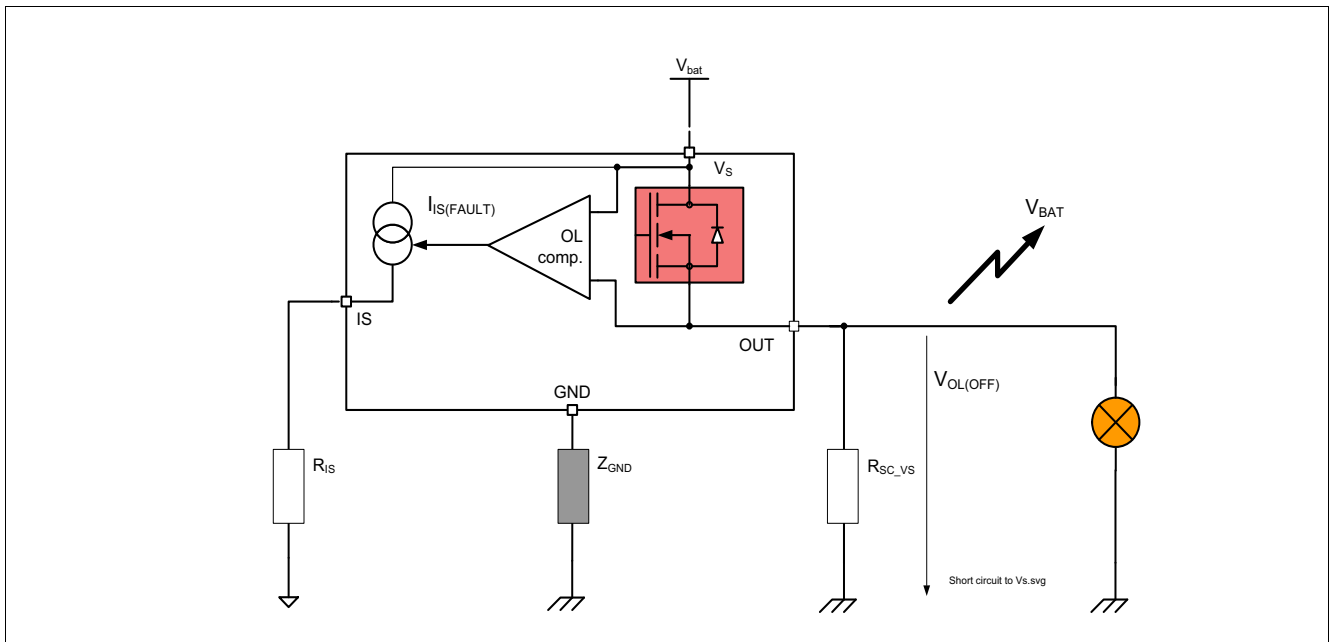 Vbat
VS
IIS(FAULT)
OL
comp.
VBAT
IS
OUT
VOL(OFF)
GND
RIS
ZGND
RSC_VS
Short circuit to Vs.svg